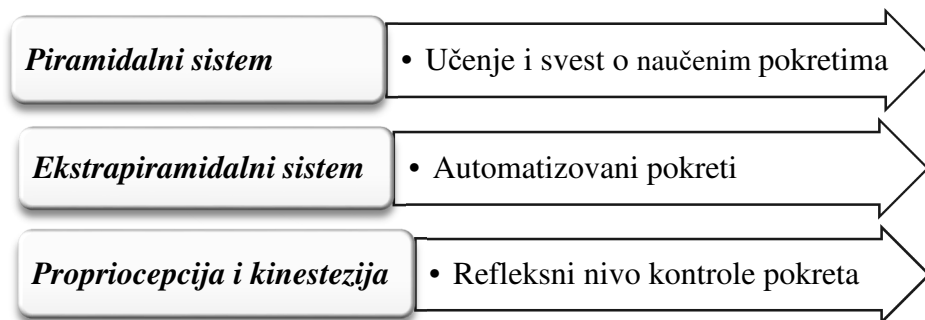 Piramidalni sistem • Učenje i svest o naučenim pokretima
Ekstrapiramidalni sistem • Automatizovani pokreti
Propriocepcija i kinestezija • Refleksni nivo kontrole pokreta